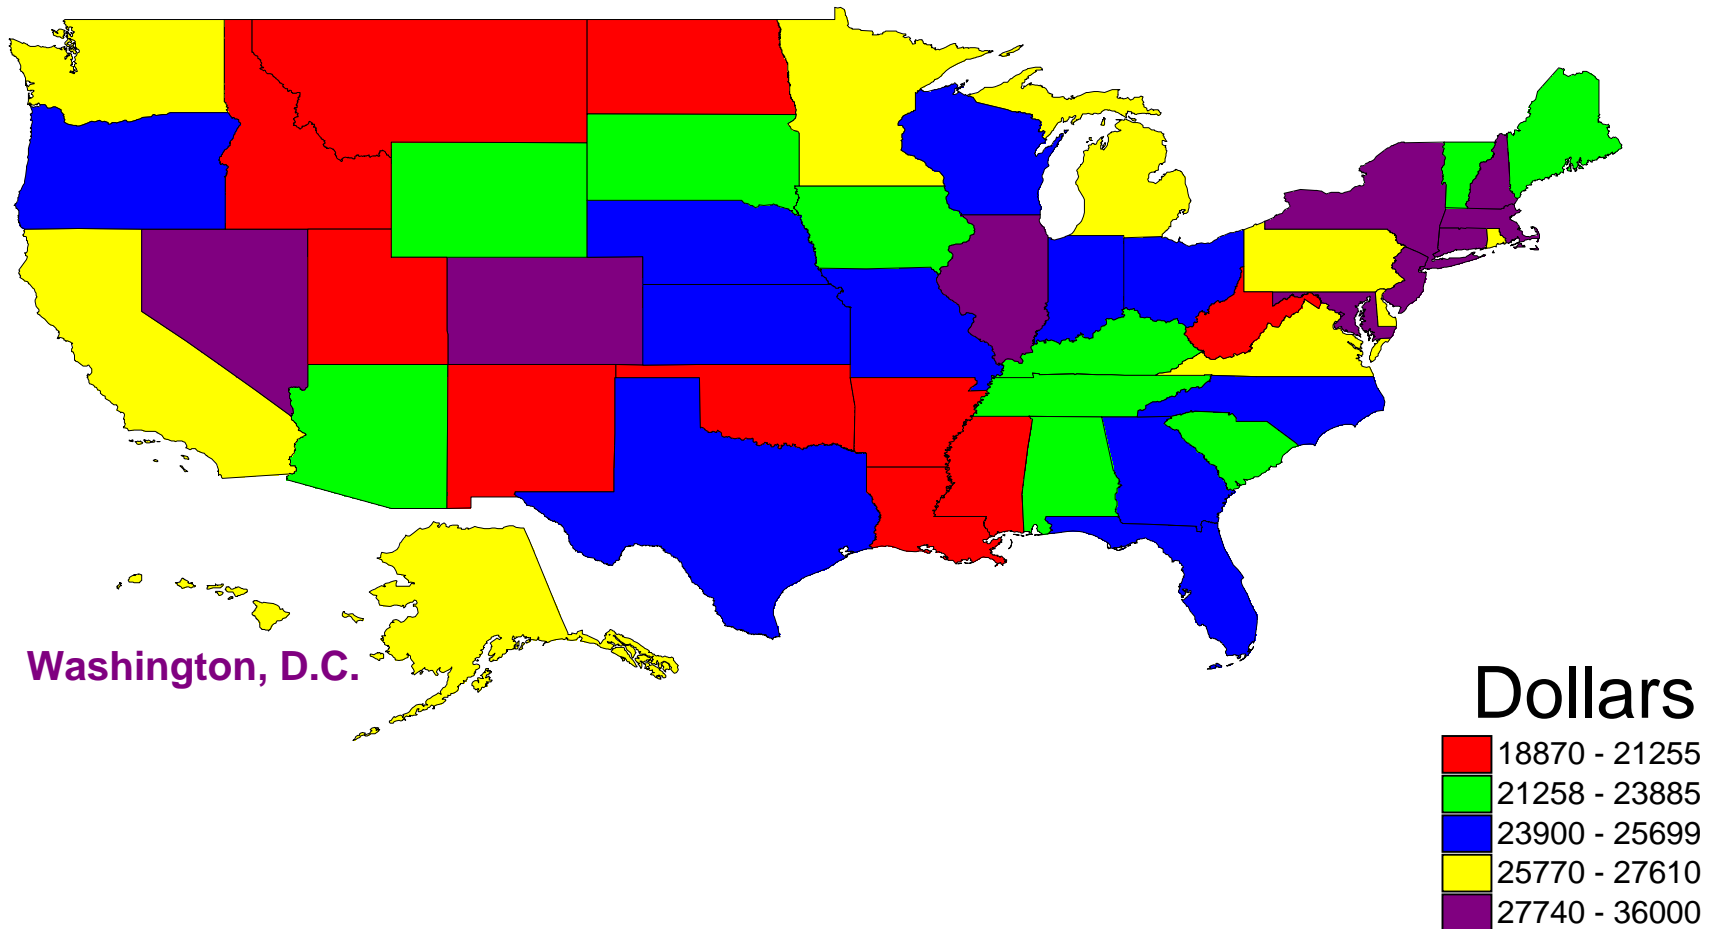 Washington, D.C.
Dollars
18870 - 21255
21258 - 23885
23900 - 25699
25770 - 27610
27740 - 36000